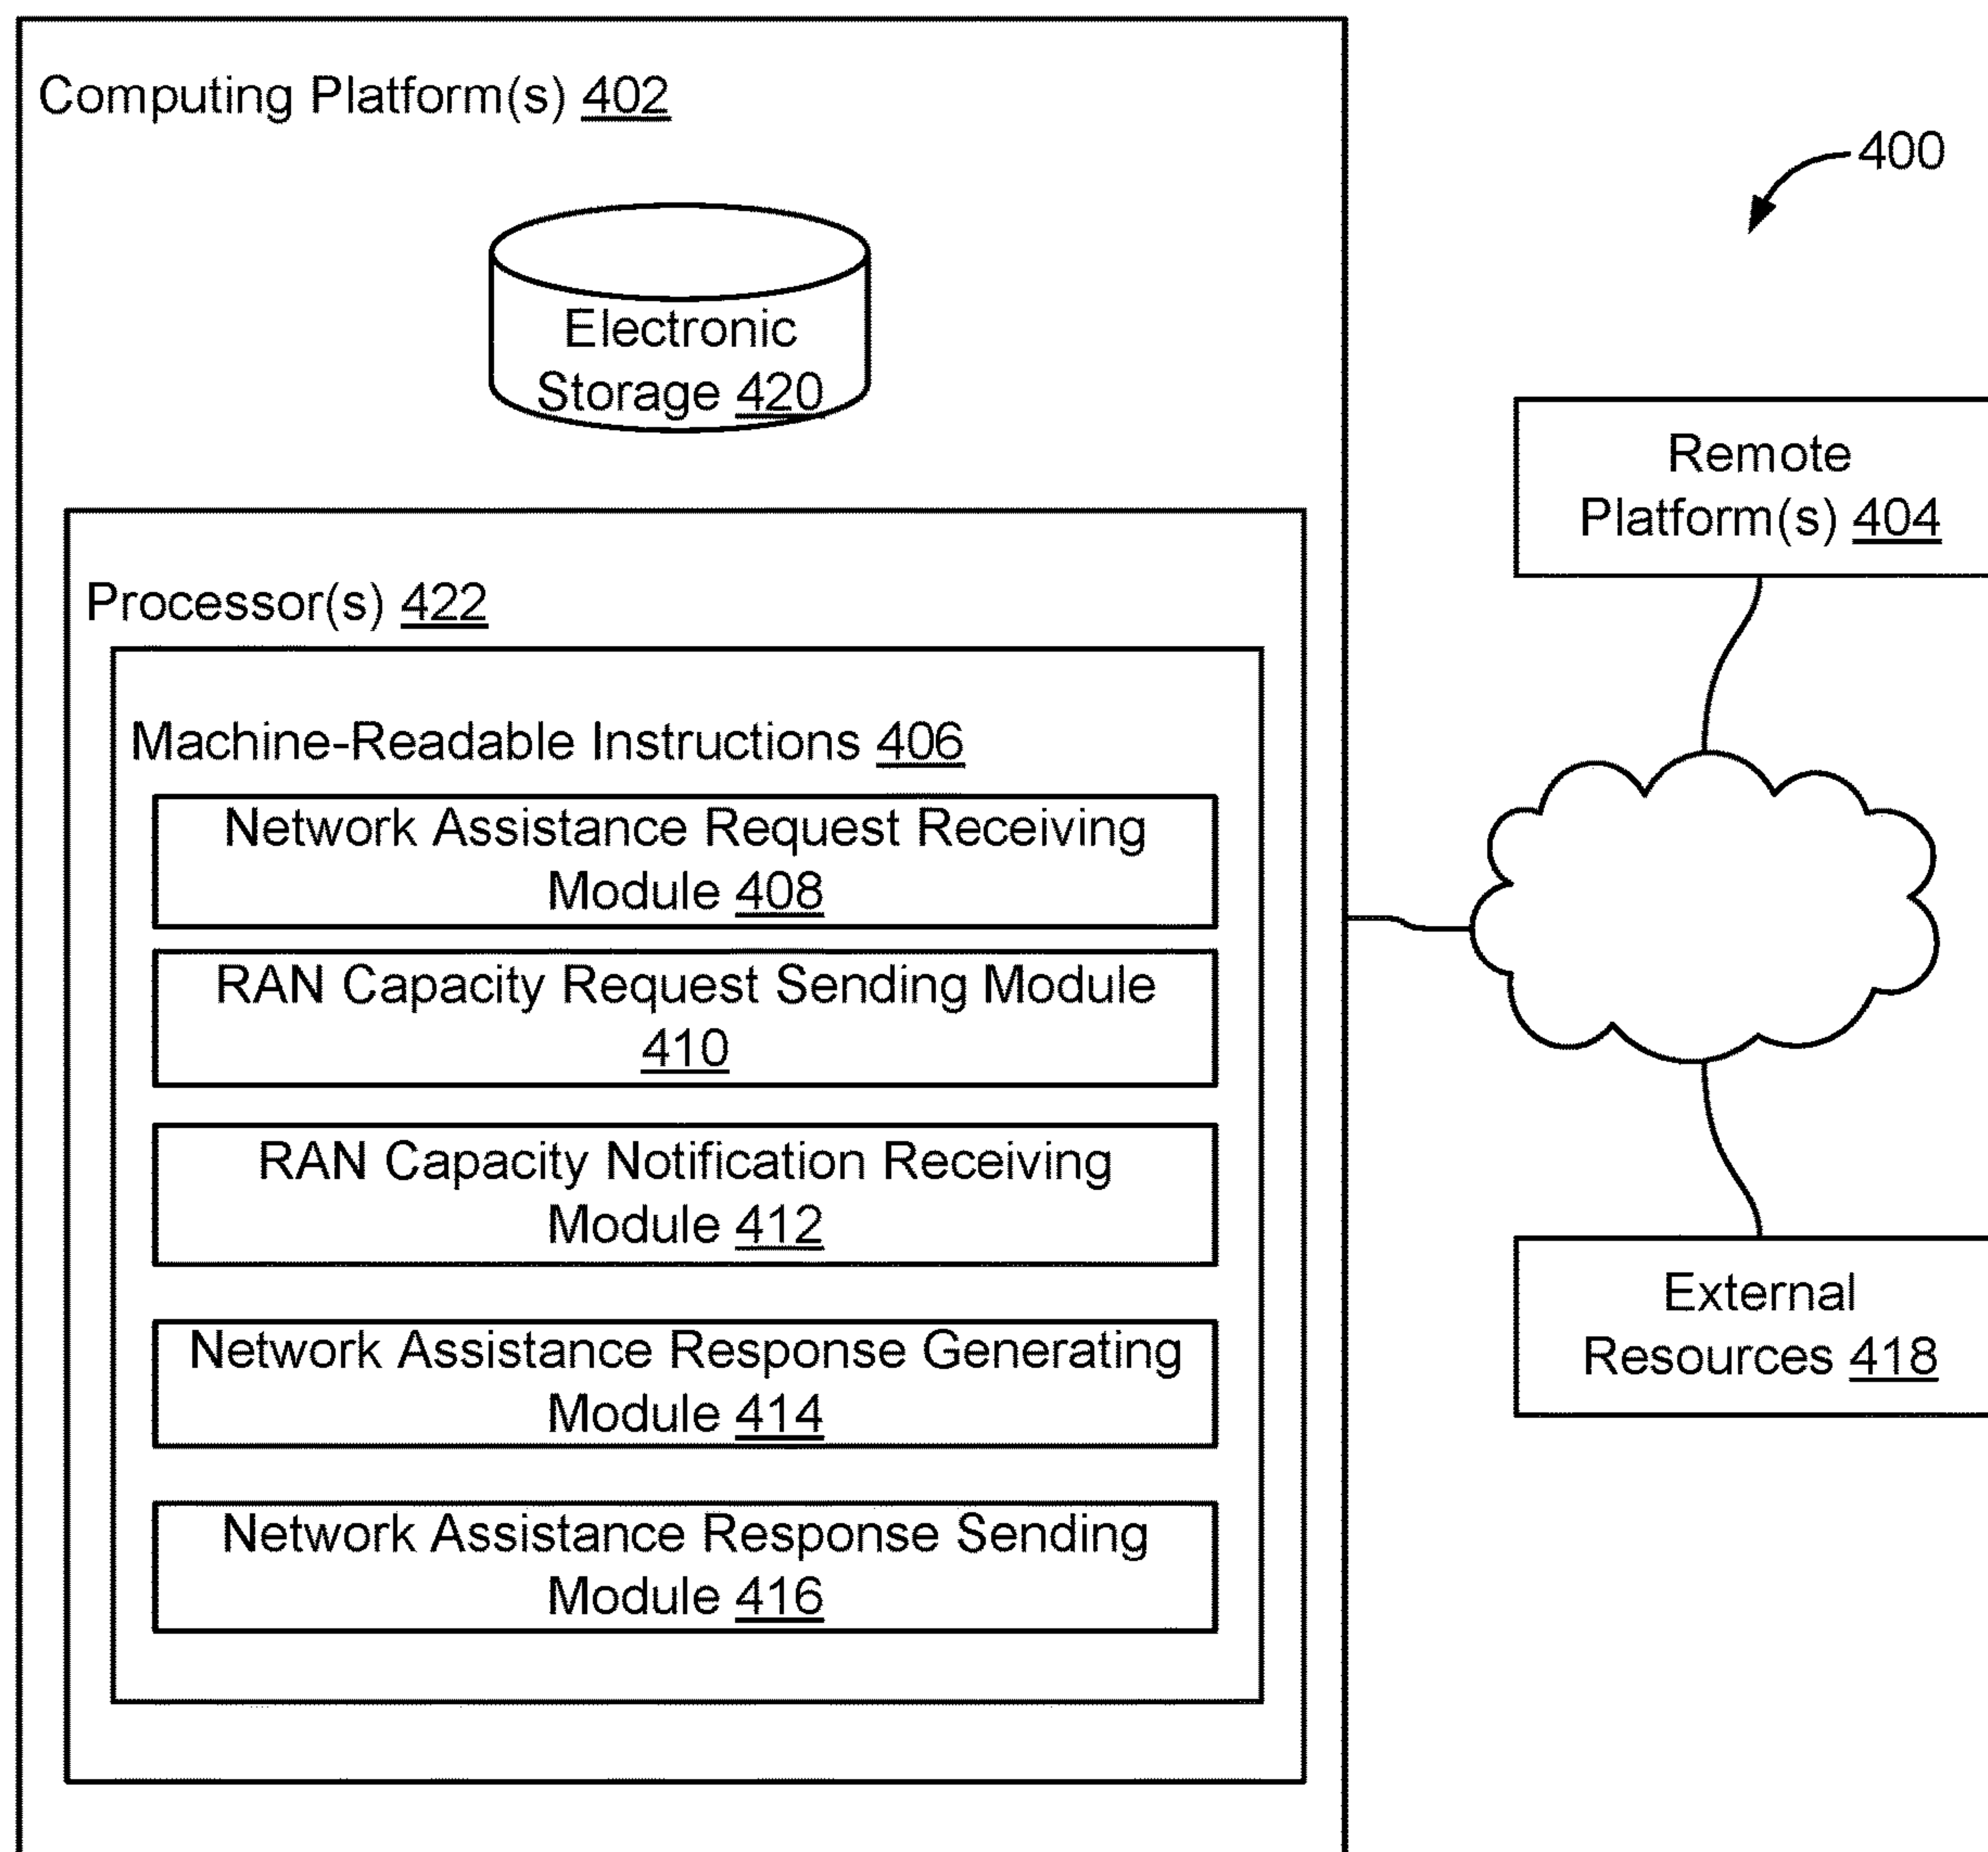 Computing Platform(s) 402
400
Electronic
Storage 420
Remote
Platform(s) 404
Processor(s) 422
Machine-Readable Instructions 406
Network Assistance Request Receiving
Module 408
RAN Capacity Request Sending Module
410
RAN Capacity Notification Receiving
Module 412
External
Resources 418
Network Assistance Response Generating
Module 414
Network Assistance Response Sending
Module 416